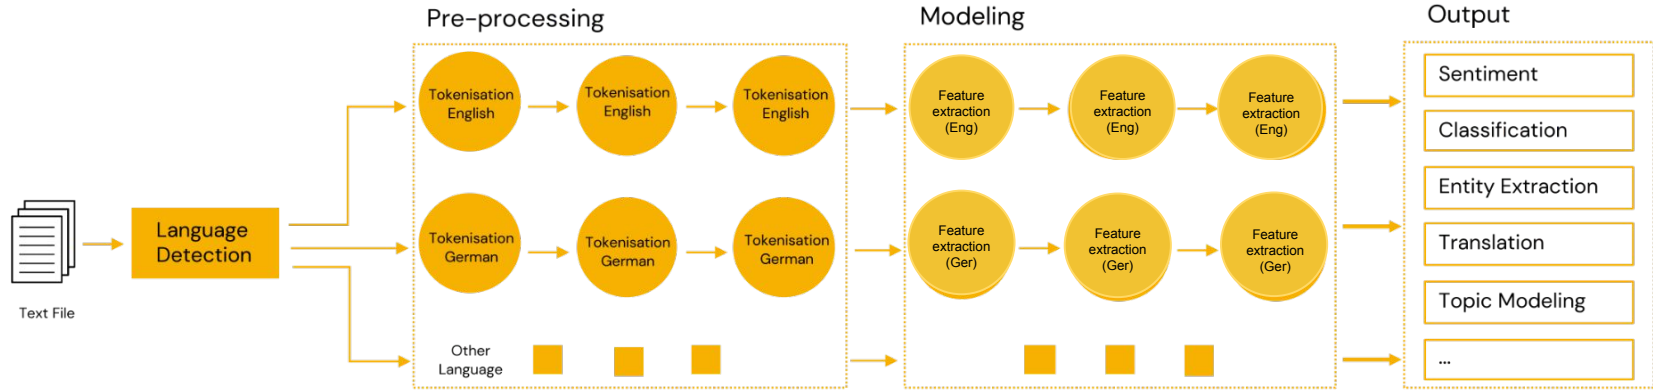 Pre-processing
Modeling
Output
Tokenisation
English
Tokenisation
English
Tokenisation
English
Feature
extraction
(Eng)
Feature
extraction
(Eng)
Feature
extraction
(Eng)
Sentiment
Classification
Text File
Language
Detection
Tokenisation
German
Tokenisation
German
Tokenisation
German
Feature
extraction
(Ger)
Feature
extraction
(Ger)
Feature
extraction
(Ger)
Entity Extraction
Translation
Other
Language
Topic Modeling
...